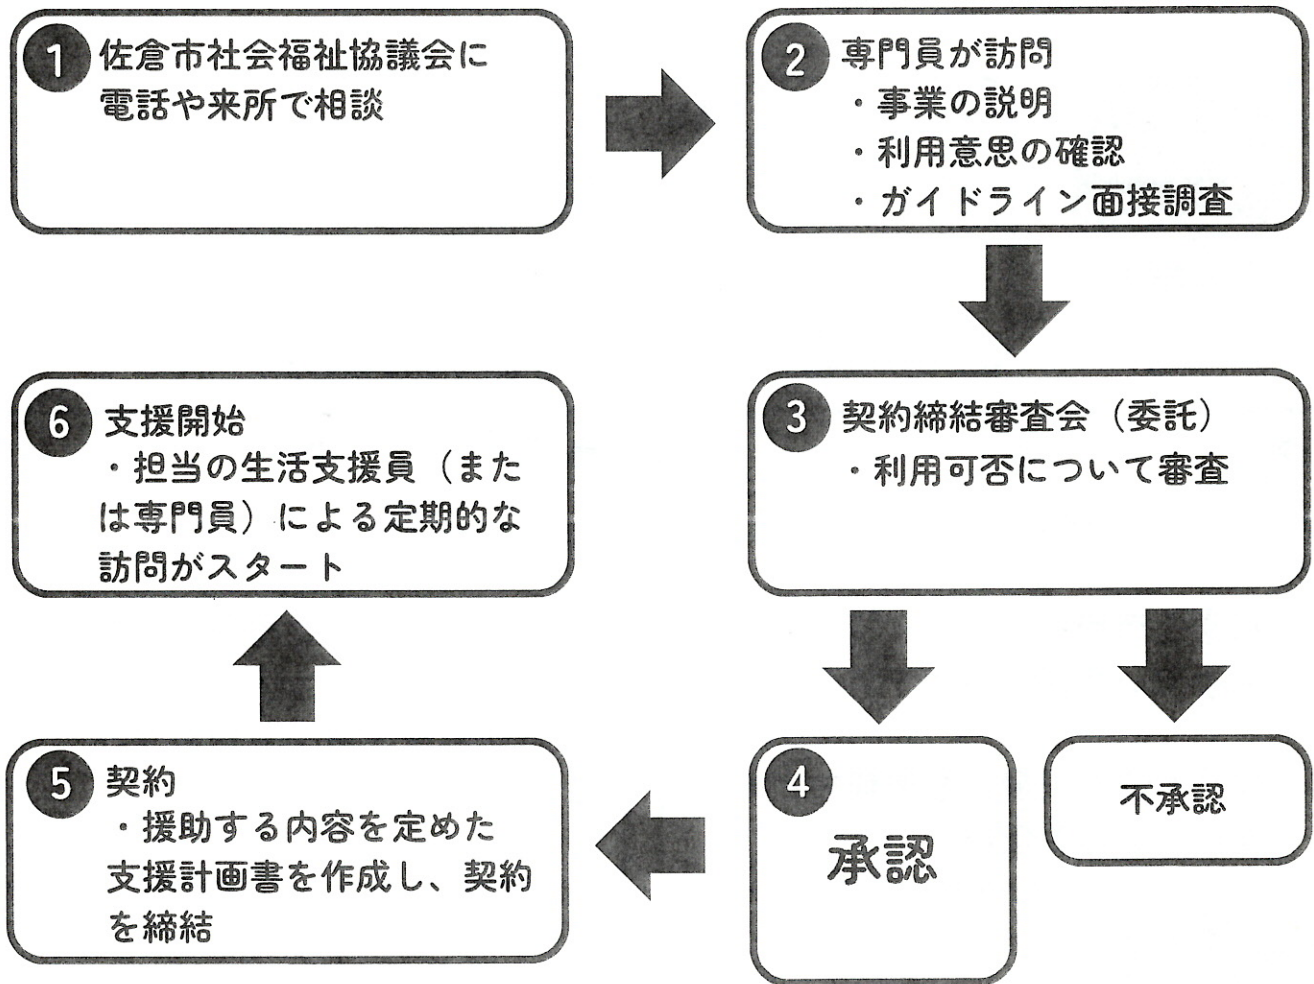 1 佐倉市社会福祉協議会に
電話や来所で相談
2 専門員が訪問
・事業の説明
・利用意思の確認
・ガイドライン面接調査
3 契約締結審査会（委託）
・利用可否について審査
4
承認
不承認
5 契約
・援助する内容を定めた
支援計画書を作成し、契約
を締結
6 支援開始
・担当の生活支援員（また
は専門員）による定期的な
訪問がスタート